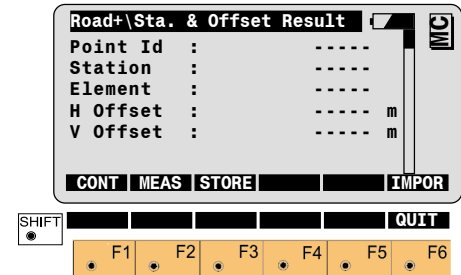 Road+\Sta. & Offset Result MC
Point Id : -----
Station : -----
Element : -----
H Offset : ----- m
V Offset : ----- m
CONT MEAS STORE IMPOR
SHIFT QUIT
F1 F2 F3 F4 F5 F6